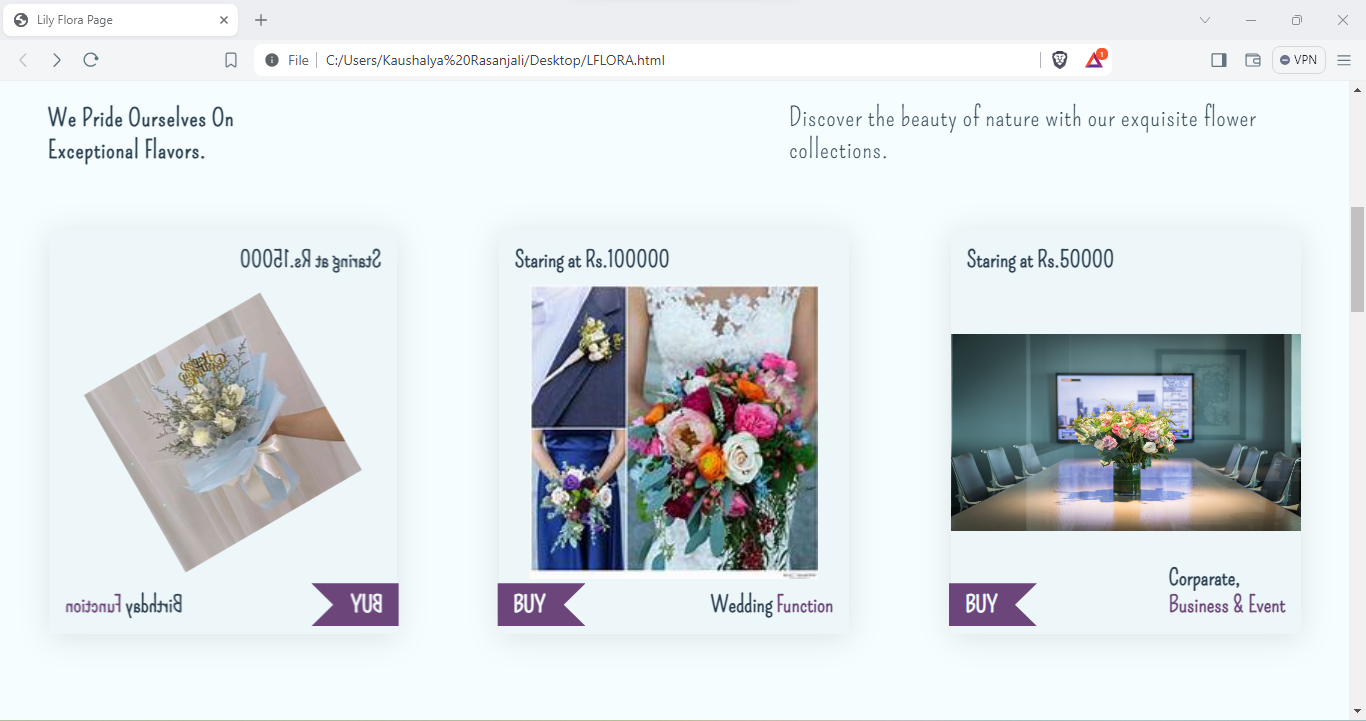 Lily Flora Page
File
C:/Users/Kaushalya%20Rasanjali/Desktop/LFLORA.html
1
VPN
We Pride Ourselves On
Exceptional Flavors.
Discover the beauty of nature with our exquisite flower
collections.
Staring at Rs.15000
Birthday Function
BUY
Staring at Rs.100000
BUY
Wedding Function
Staring at Rs.50000
BUY
Corparate,
Business & Event